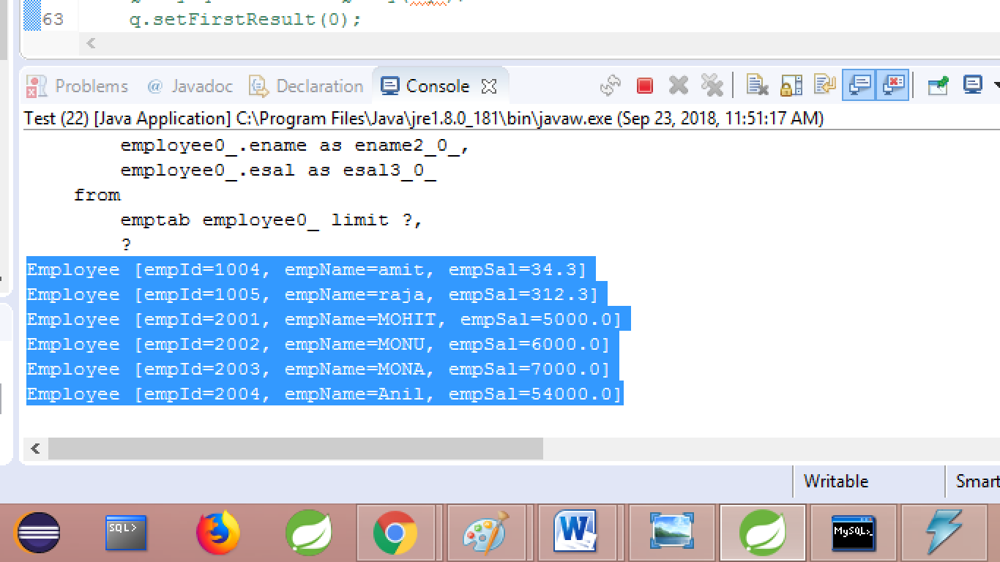 63 q.setFirstResult(0);
Problems @ Javadoc Declaration Console
Test (22) [Java Application] C:\Program Files\Java\jre1.8.0_181\bin\javaw.exe (Sep 23, 2018, 11:51:17 AM)
employee0_.ename as ename2_0_,
employee0_.esal as esal3_0_
from
emptab employee0_ limit ?,
?
Employee [empId=1004, empName=amit, empSal=34.3]
Employee [empId=1005, empName=raja, empSal=312.3]
Employee [empId=2001, empName=MOHIT, empSal=5000.0]
Employee [empId=2002, empName=MONU, empSal=6000.0]
Employee [empId=2003, empName=MONA, empSal=7000.0]
Employee [empId=2004, empName=Anil, empSal=54000.0]
Writable Smart
SQL> W MySQL>_